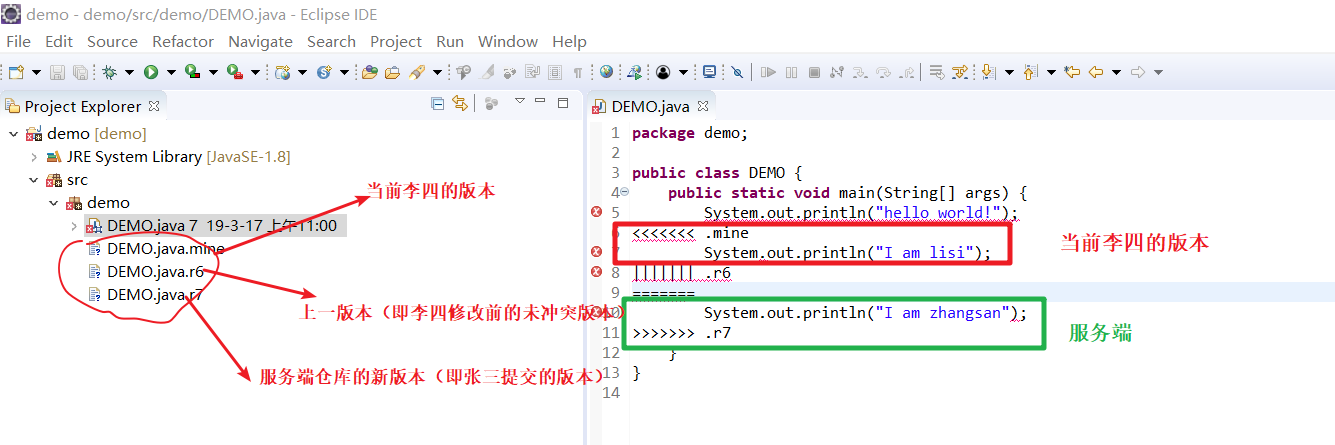 demo - demo/src/demo/DEMO.java - Eclipse IDE
File Edit Source Refactor Navigate Search Project Run Window Help
Project Explorer
demo [demo]
JRE System Library [JavaSE-1.8]
src
demo
DEMO.java 7 19-3-17 上午11:00
DEMO.java.mine
DEMO.java.r6
DEMO.java.r7
当前李四的版本
上一版本（即李四修改前的未冲突版本）
服务端仓库的新版本（即张三提交的版本）
DEMO.java
1 package demo;
2
3 public class DEMO {
4 public static void main(String[] args) {
5 System.out.println("hello world!");
<<<<<<< .mine
7 System.out.println("I am lisi");
8 ||||||| .r6
9 =======
10 System.out.println("I am zhangsan");
11 >>>>>>> .r7
12 }
13 }
14
当前李四的版本
服务端